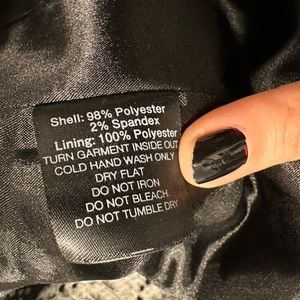 Shell: 98% Polyester
2% Spandex
Lining: 100% Polyester
TURN GARMENT INSIDE OUT
COLD HAND WASH ONLY
DRY FLAT
DO NOT IRON
DO NOT BLEACH
DO NOT TUMBLE DRY